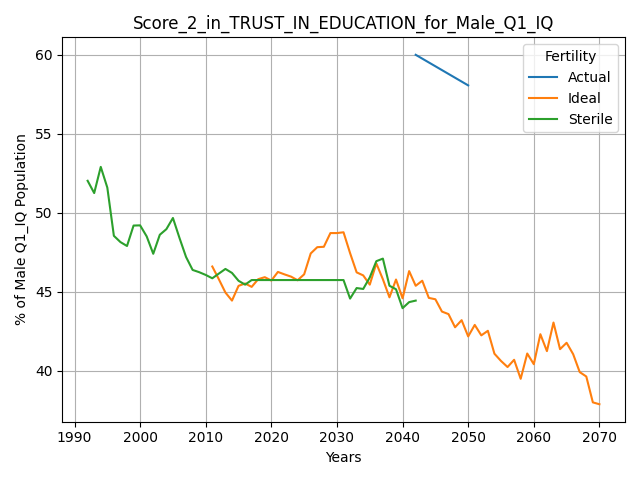 Score_2_in_TRUST_IN_EDUCATION_for_Male_Q1_IQ
% of Male Q1_IQ Population
60
55
50
45
40
Fertility
Actual
Ideal
Sterile
1990 2000 2010 2020 2030 2040 2050 2060 2070
Years